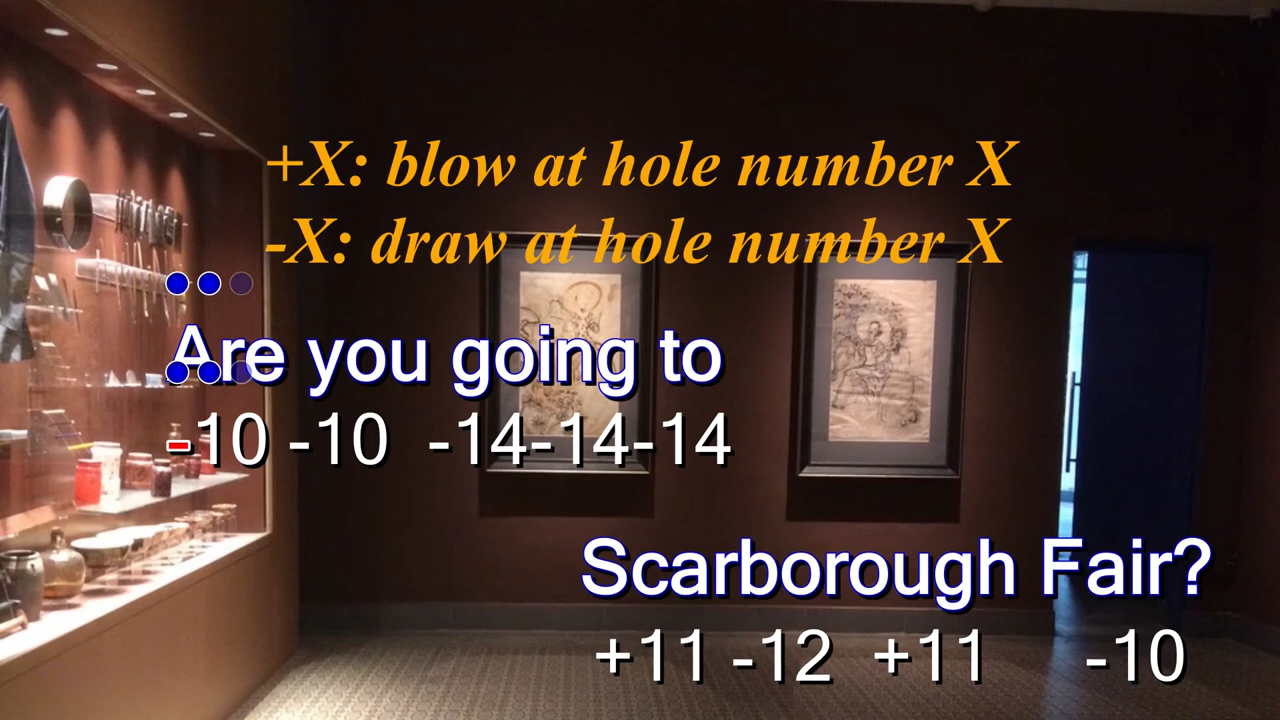 +X: blow at hole number X
-X: draw at hole number X
Are you going to
-10 -10 -14-14-14
Scarborough Fair?
+11 -12 +11 -10